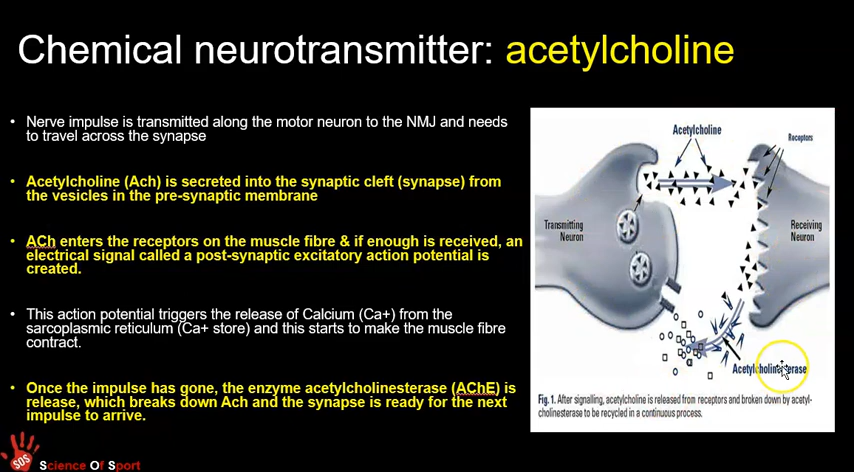 Chemical neurotransmitter: acetylcholine
• Nerve impulse is transmitted along the motor neuron to the NMJ and needs
to travel across the synapse
• Acetylcholine (Ach) is secreted into the synaptic cleft (synapse) from
the vesicles in the pre-synaptic membrane
• ACh enters the receptors on the muscle fibre & if enough is received, an
electrical signal called a post-synaptic excitatory action potential is
created.
• This action potential triggers the release of Calcium (Ca+) from the
sarcoplasmic reticulum (Ca+ store) and this starts to make the muscle fibre
contract.
• Once the impulse has gone, the enzyme acetylcholinesterase (AChE) is
release, which breaks down Ach and the synapse is ready for the next
impulse to arrive.
Acetylcholine
Receptors
Transmitting
Neuron
Receiving
Neuron
Acetylcholinesterase
Fig. 1. After signalling, acetylcholine is released from receptors and broken down by acetyl-
cholinesterase to be recycled in a continuous process.
SOS
Science Of Sport